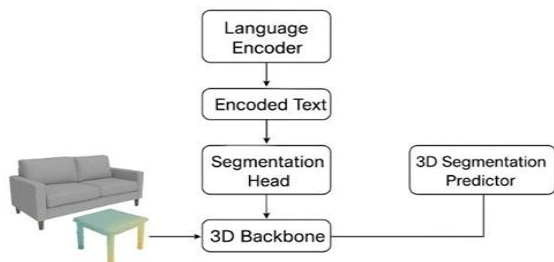 Language
Encoder
Encoded Text
Segmentation
Head
3D Segmentation
Predictor
3D Backbone